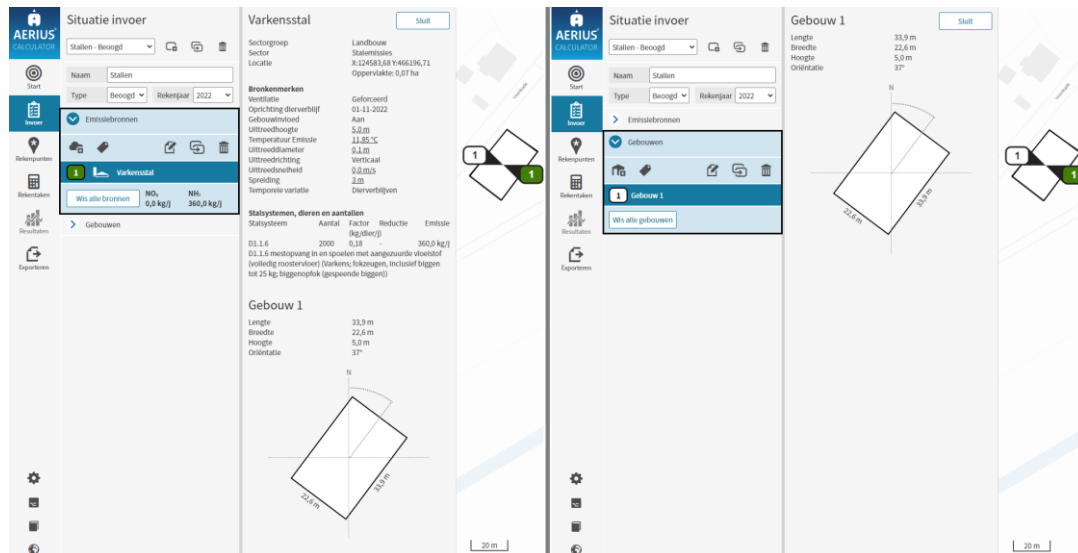 AERIUS
CALCULATOR
Start
Invoer
Rekenpunten
Rekentaken
Resultaten
Exporteren
Situatie invoer
Stallen - Beoogd
Naam Stallen
Type Beoogd Rekenjaar 2022
Emissiebronnen
1 Varkensstal
Wis alle bronnen NOₓ NH₃
0,0 kg/j 360,0 kg/j
Gebouwen
Varkensstal Sluit
Sectorgroep Landbouw
Sector Stalemissies
Locatie X:124583,68 Y:466196,71
Oppervlakte: 0,07 ha
Bronkenmerken
Ventilatie Geforceerd
Oprichting dierverblijf 01-11-2022
Gebouwinvloed Aan
Uittreedhoogte 5,0 m
Temperatuur Emissie 11,85 °C
Uittreeddiameter 0,1 m
Uittreedrichting Verticaal
Uittreedsnelheid 0,0 m/s
Spreiding 3 m
Temporele variatie Dierverblijven
Stalsystemen, dieren en aantallen
Stalsysteem Aantal Factor Reductie Emissie
(kg/dier/j)
D1.1.6 2000 0,18 - 360,0 kg/j
D1.1.6 mestopvang in en spoelen met aangezuurde vloeistof
(volledig roostervloer) (Varkens; fokzeugen, inclusief biggen
tot 25 kg; biggenopfok (gespeende biggen))
Gebouw 1
Lengte 33,9 m
Breedte 22,6 m
Hoogte 5,0 m
Oriëntatie 37°
N
22,6 m
33,9 m
1
1
20 m
AERIUS
CALCULATOR
Start
Invoer
Rekenpunten
Rekentaken
Resultaten
Exporteren
Situatie invoer
Stallen - Beoogd
Naam Stallen
Type Beoogd Rekenjaar 2022
Emissiebronnen
Gebouwen
1 Gebouw 1
Wis alle gebouwen
Gebouw 1 Sluit
Lengte 33,9 m
Breedte 22,6 m
Hoogte 5,0 m
Oriëntatie 37°
N
22,6 m
33,9 m
1
1
20 m